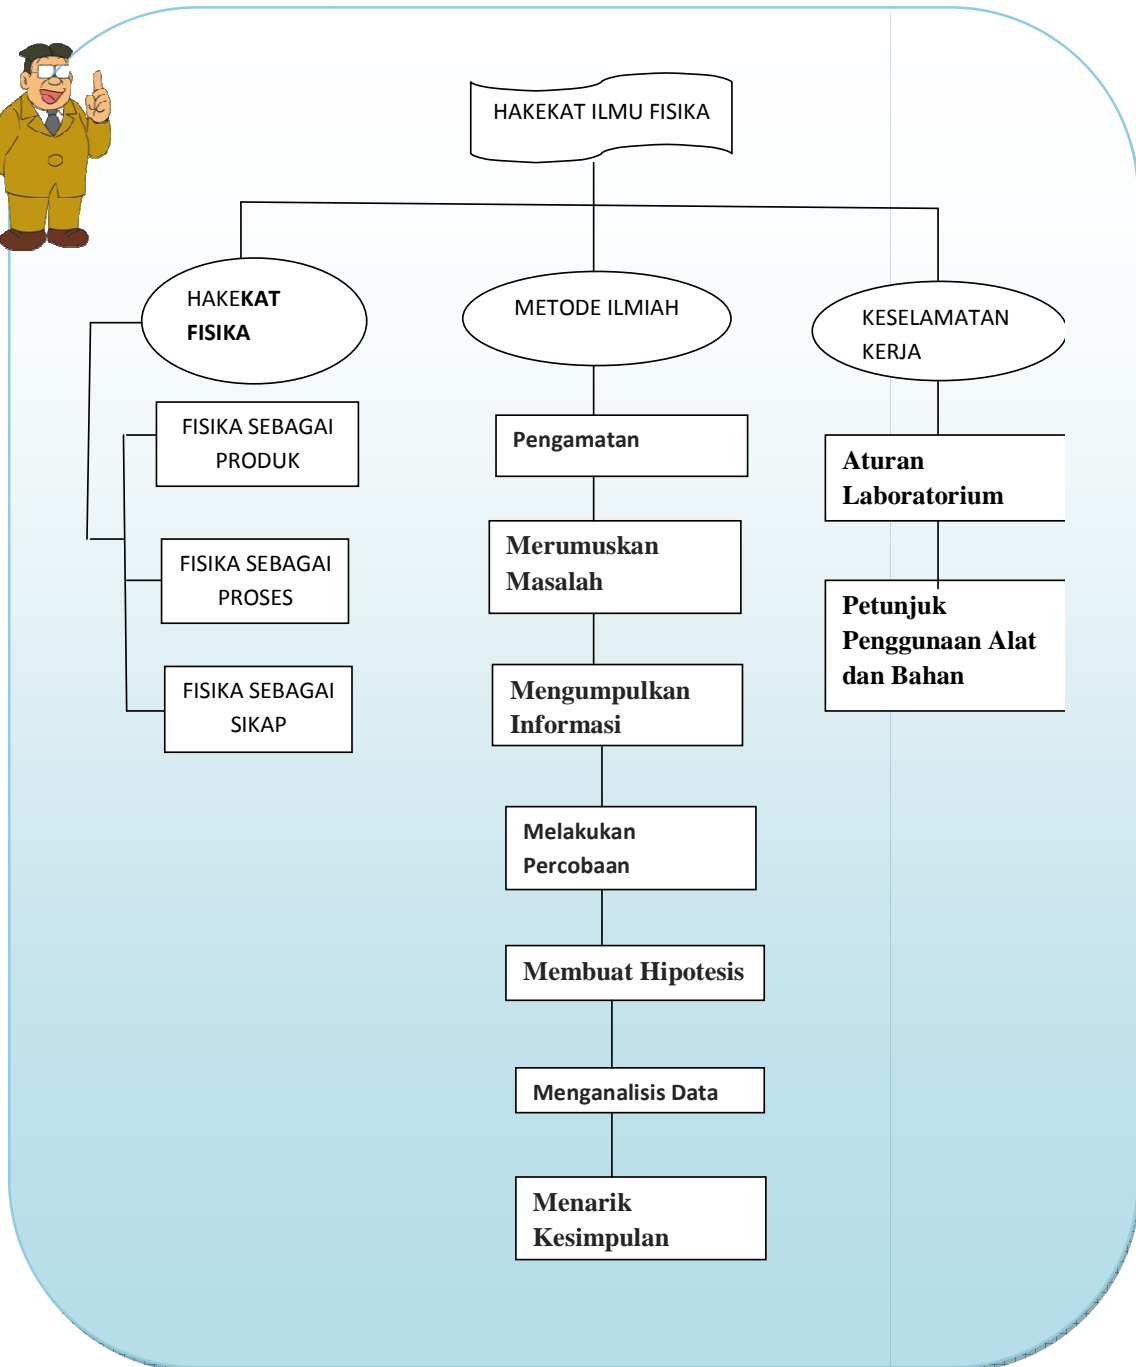 HAKEKAT ILMU FISIKA
HAKEKAT
FISIKA
FISIKA SEBAGAI
PRODUK
FISIKA SEBAGAI
PROSES
FISIKA SEBAGAI
SIKAP
METODE ILMIAH
Pengamatan
Merumuskan
Masalah
Mengumpulkan
Informasi
Melakukan
Percobaan
Membuat Hipotesis
Menganalisis Data
Menarik
Kesimpulan
KESELAMATAN
KERJA
Aturan
Laboratorium
Petunjuk
Penggunaan Alat
dan Bahan